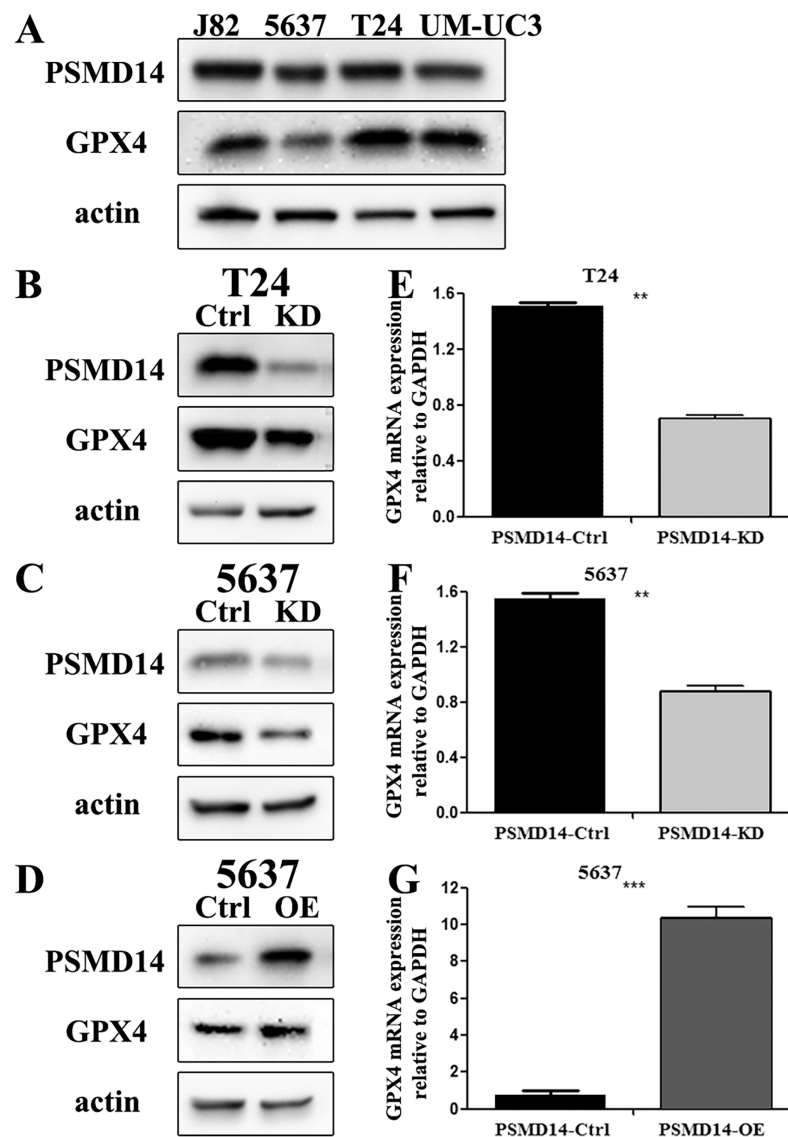 A
J82 5637 T24 UM-UC3
PSMD14
GPX4
actin
B
T24
Ctrl KD
PSMD14
GPX4
actin
E
T24
**
GPX4 mRNA expression
relative to GAPDH
1.6
1.2
0.8
0.4
0.0
PSMD14-Ctrl PSMD14-KD
C
5637
Ctrl KD
PSMD14
GPX4
actin
F
5637
**
GPX4 mRNA expression
relative to GAPDH
1.6
1.2
0.8
0.4
0.0
PSMD14-Ctrl PSMD14-KD
D
5637
Ctrl OE
PSMD14
GPX4
actin
G
5637
***
GPX4 mRNA expression
relative to GAPDH
12
10
8
6
4
2
0
PSMD14-Ctrl PSMD14-OE